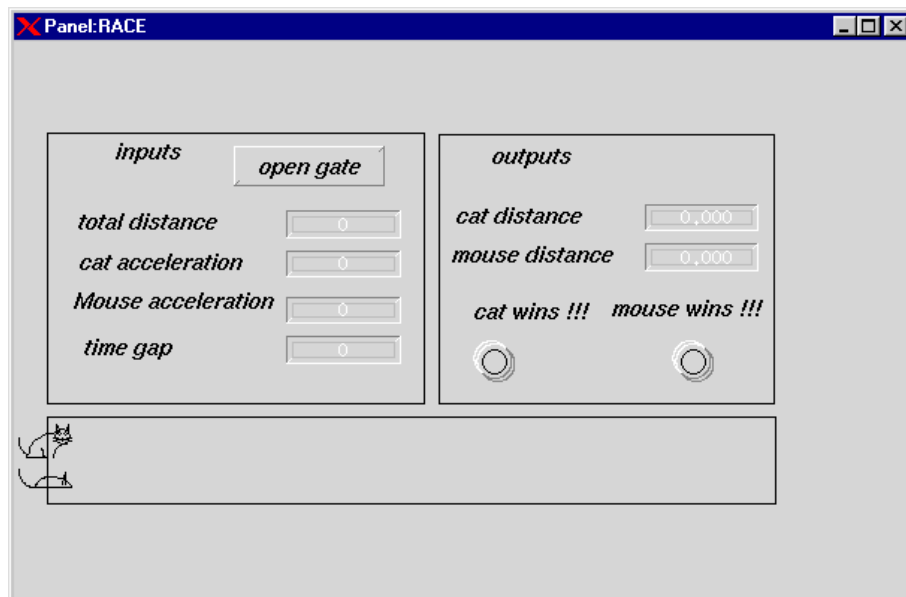 Panel:RACE
inputs
open gate
total distance 0
cat acceleration 0
Mouse acceleration 0
time gap 0
outputs
cat distance 0,000
mouse distance 0,000
cat wins !!! mouse wins !!!